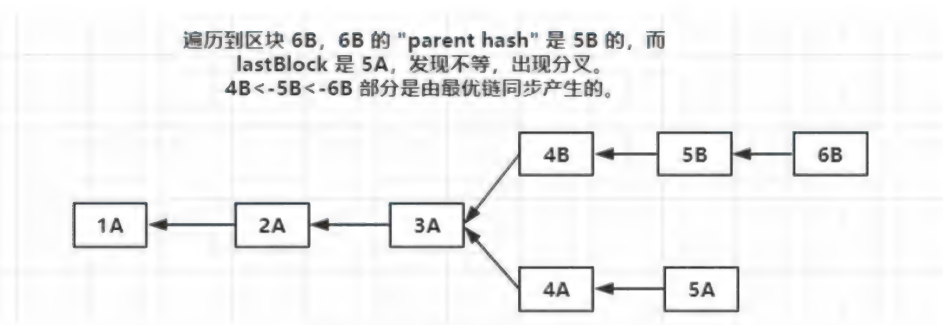 遍历到区块 6B，6B 的 "parent hash" 是 5B 的，而
lastBlock 是 5A，发现不等，出现分叉。
4B<-5B<-6B 部分是由最优链同步产生的。
4B 5B 6B
1A 2A 3A
4A 5A